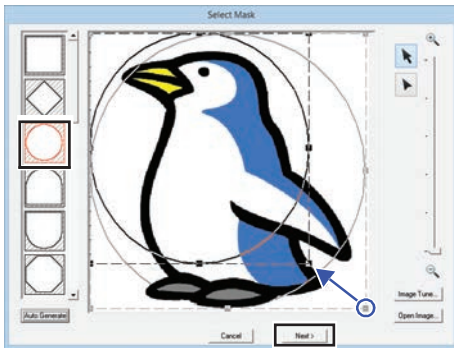 Select Mask
Image Tune...
Auto Generate
Open Image...
Cancel
Next >